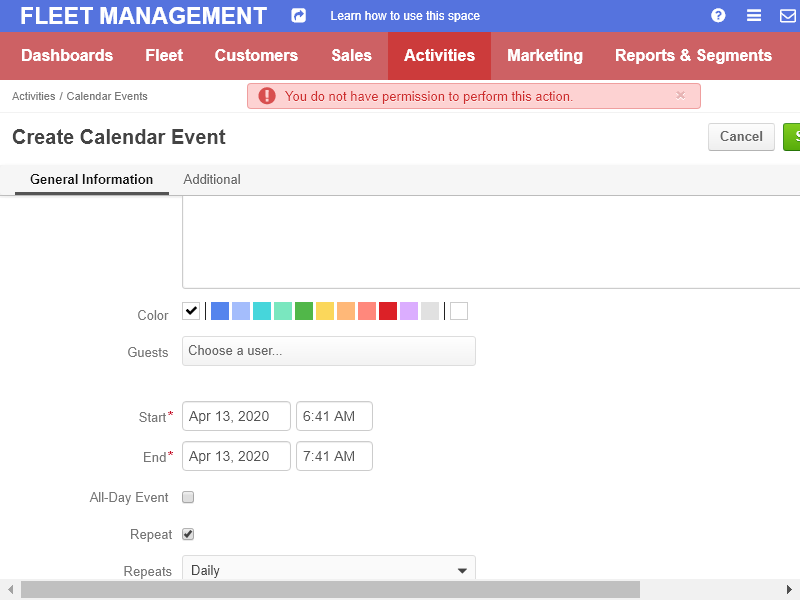 FLEET MANAGEMENT Learn how to use this space
Dashboards Fleet Customers Sales Activities Marketing Reports & Segments
Activities / Calendar Events
You do not have permission to perform this action. ×
Create Calendar Event Cancel S
General Information Additional
Color
Guests Choose a user...
Start* Apr 13, 2020 6:41 AM
End* Apr 13, 2020 7:41 AM
All-Day Event
Repeat
Repeats Daily